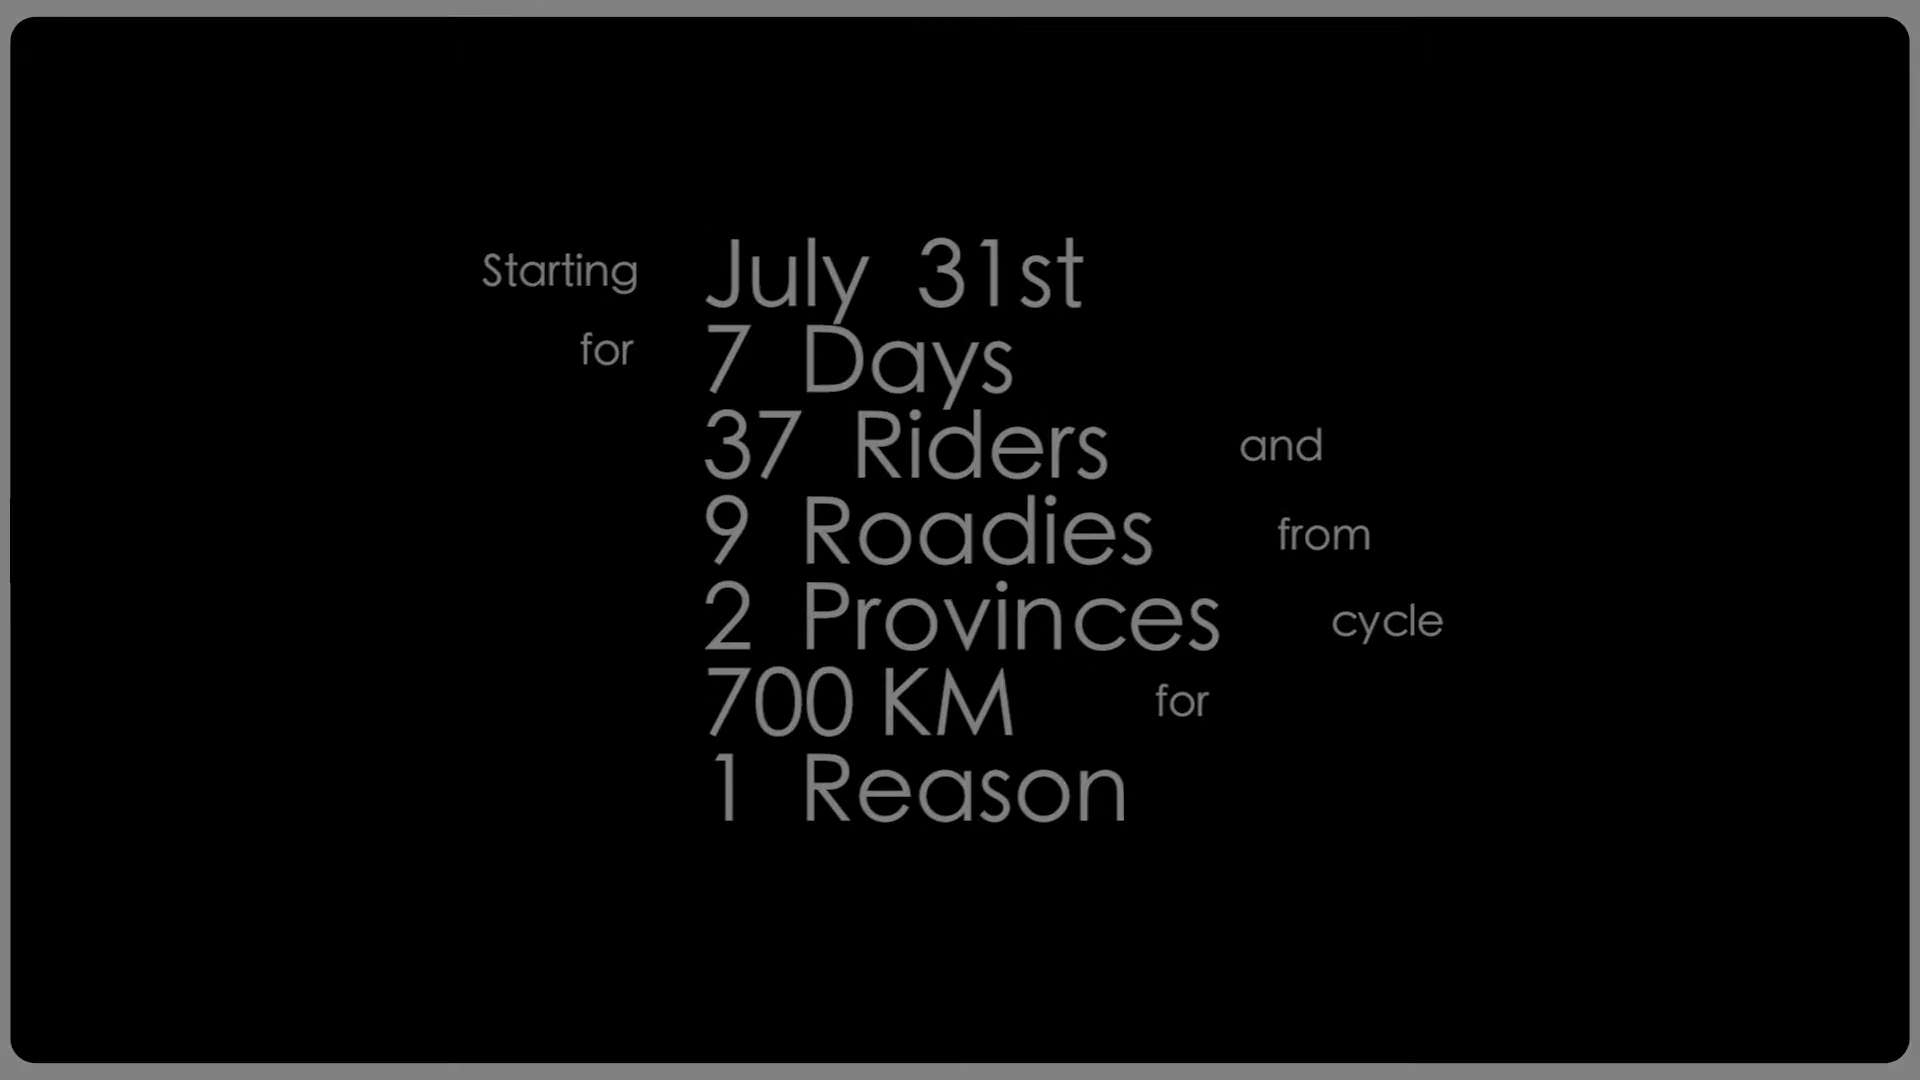 Starting July 31st
for 7 Days
37 Riders and
9 Roadies from
2 Provinces cycle
700 KM for
1 Reason